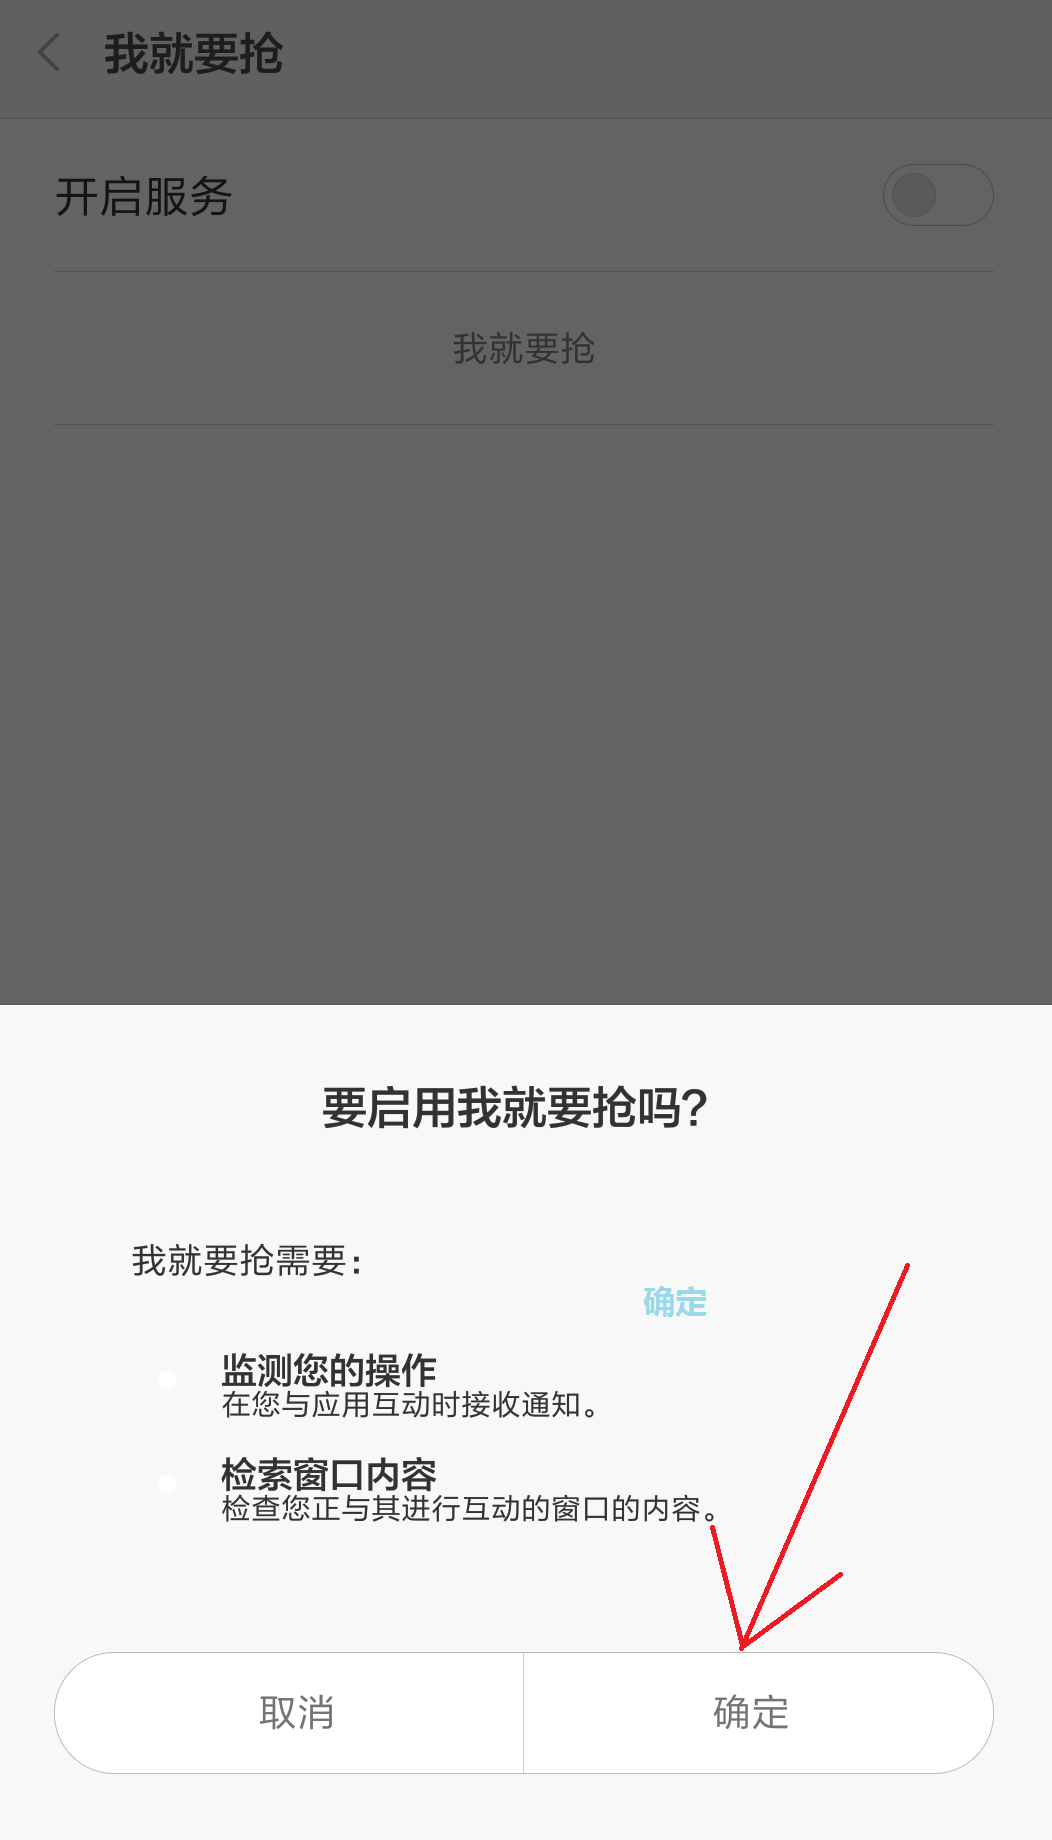 我就要抢
开启服务
我就要抢
要启用我就要抢吗?
我就要抢需要:
确定
监测您的操作
在您与应用互动时接收通知。
检索窗口内容
检查您正与其进行互动的窗口的内容。
取消
确定